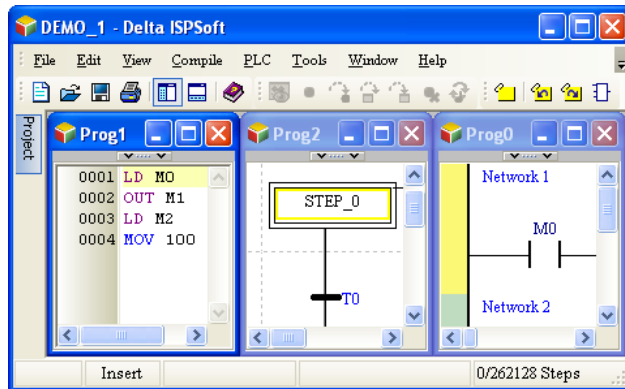 DEMO_1 - Delta ISPSoft
File Edit View Compile PLC Tools Window Help
Project
Prog1
0001 LD M0
0002 OUT M1
0003 LD M2
0004 MOV 100
Prog2
STEP_0
T0
Prog0
Network 1
M0
Network 2
Insert
0/262128 Steps